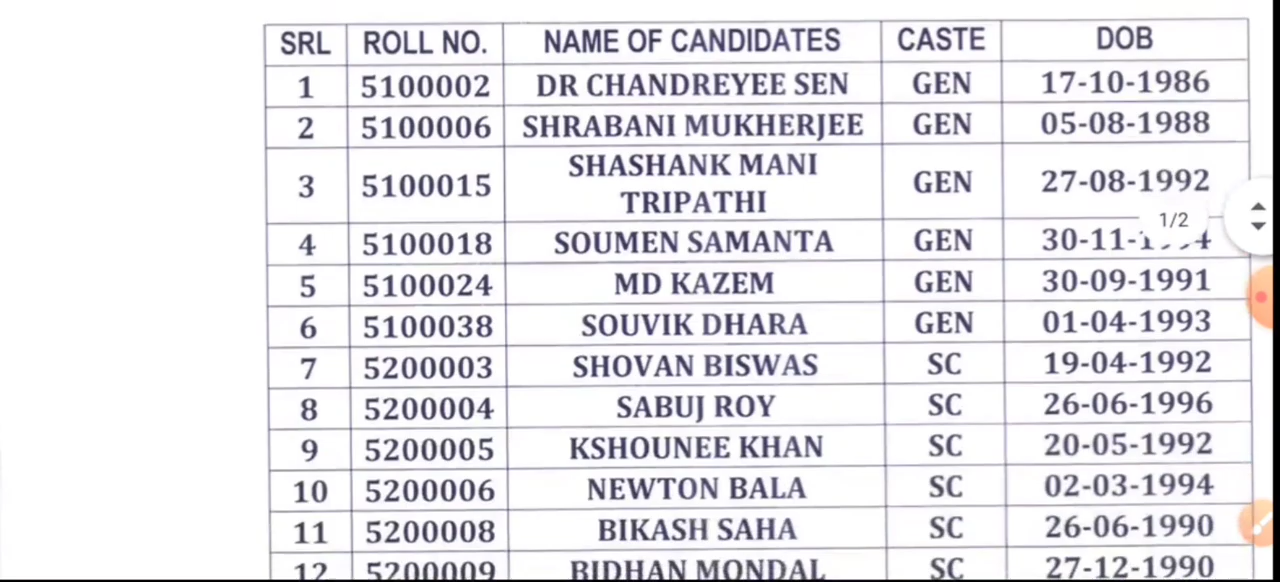 SRL ROLL NO. NAME OF CANDIDATES CASTE DOB
1 5100002 DR CHANDREYEE SEN GEN 17-10-1986
2 5100006 SHRABANI MUKHERJEE GEN 05-08-1988
3 5100015 SHASHANK MANI GEN 27-08-1992
TRIPATHI
1/2
4 5100018 SOUMEN SAMANTA GEN
5 5100024 MD KAZEM GEN 30-09-1991
6 5100038 SOUVIK DHARA GEN 01-04-1993
7 5200003 SHOVAN BISWAS SC 19-04-1992
8 5200004 SABUJ ROY SC 26-06-1996
9 5200005 KSHOUNEE KHAN SC 20-05-1992
10 5200006 NEWTON BALA SC 02-03-1994
11 5200008 BIKASH SAHA SC 26-06-1990
12 5200009 BIDHAN MONDAL SC 27-12-1990